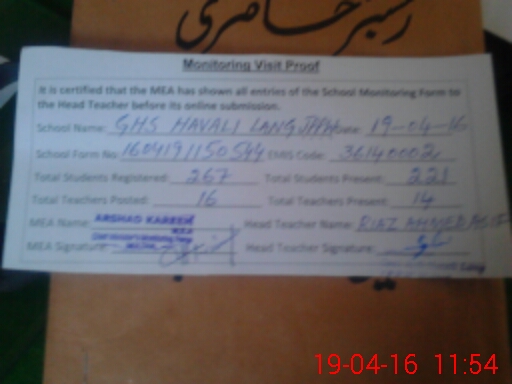 رجسٹر حاضری
Monitoring Visit Proof
It is certified that the MEA has shown all entries of the School Monitoring Form to
the Head Teacher before its online submission.
School Name: GHS HAVALI LANG Date: 19-04-16
School Form No: 1604191150544 EMIS Code: 36140002
Total Students Registered: 267 Total Students Present: 221
Total Teachers Posted: 16 Total Teachers Present: 14
MEA Name: ARSHAD KAREEM Head Teacher Name: RIAZ AHMED
MEA
MEA Signature: Head Teacher Signature:
19-04-16 11:54